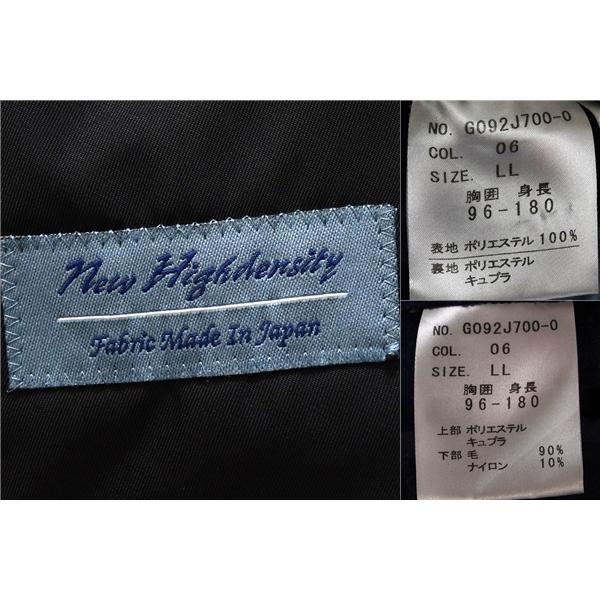 New Highdensity
Fabric Made In Japan
NO. G092J700-0
COL. 06
SIZE. LL
胸囲 身長
96-180
表地 ポリエステル 100%
裏地 ポリエステル
キュプラ
NO. G092J700-0
COL. 06
SIZE. LL
胸囲 身長
96-180
上部 ポリエステル
キュプラ
下部 毛 90%
ナイロン 10%